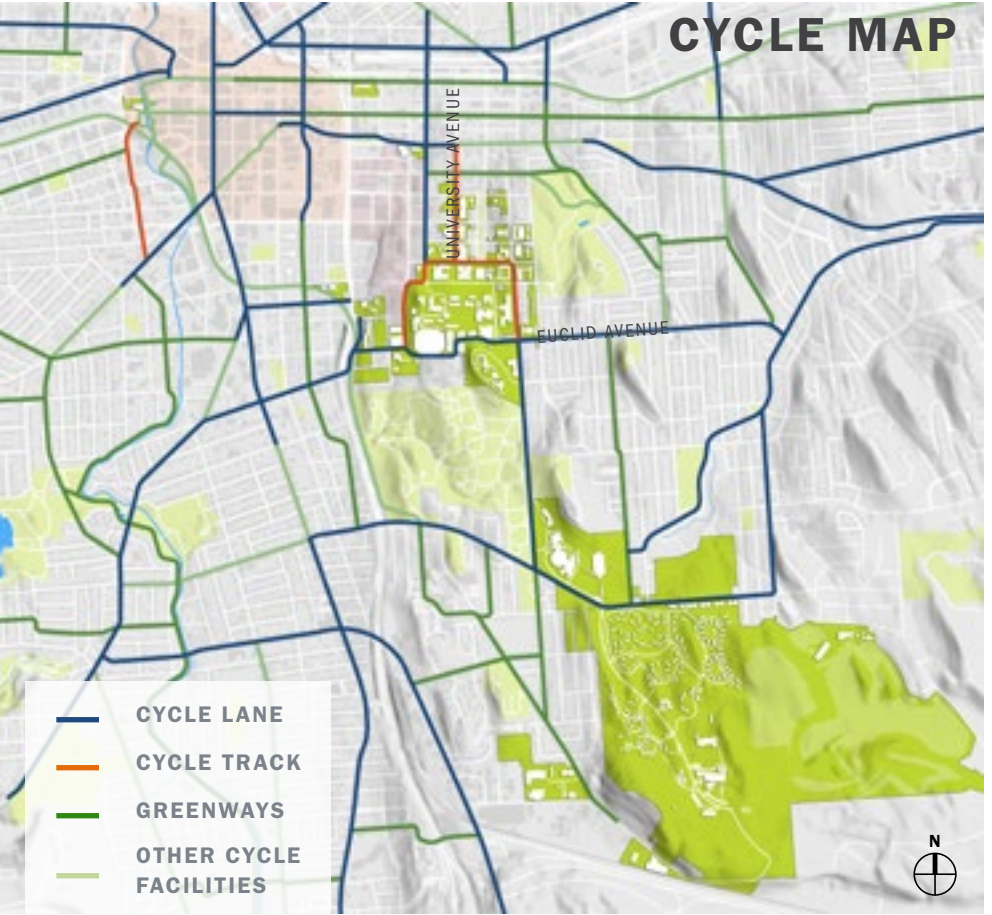 CYCLE MAP
UNIVERSITY AVENUE
EUCLID AVENUE
CYCLE LANE
CYCLE TRACK
GREENWAYS
OTHER CYCLE
FACILITIES
N